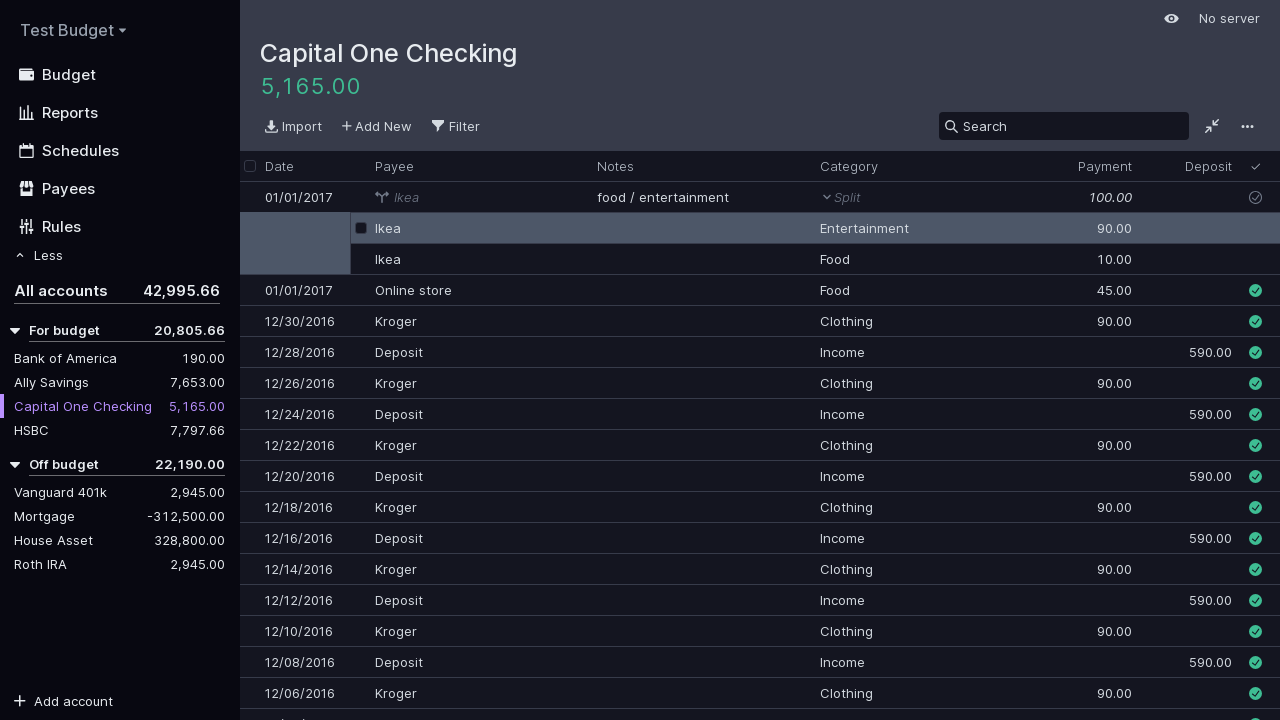 Test Budget
Budget
Reports
Schedules
Payees
Rules
Less
All accounts 42,995.66
For budget 20,805.66
Bank of America 190.00
Ally Savings 7,653.00
Capital One Checking 5,165.00
HSBC 7,797.66
Off budget 22,190.00
Vanguard 401k 2,945.00
Mortgage -312,500.00
House Asset 328,800.00
Roth IRA 2,945.00
Add account
No server
Capital One Checking
5,165.00
Import Add New Filter Search
Date Payee Notes Category Payment Deposit
01/01/2017 Ikea food / entertainment Split 100.00
Ikea Entertainment 90.00
Ikea Food 10.00
01/01/2017 Online store Food 45.00
12/30/2016 Kroger Clothing 90.00
12/28/2016 Deposit Income 590.00
12/26/2016 Kroger Clothing 90.00
12/24/2016 Deposit Income 590.00
12/22/2016 Kroger Clothing 90.00
12/20/2016 Deposit Income 590.00
12/18/2016 Kroger Clothing 90.00
12/16/2016 Deposit Income 590.00
12/14/2016 Kroger Clothing 90.00
12/12/2016 Deposit Income 590.00
12/10/2016 Kroger Clothing 90.00
12/08/2016 Deposit Income 590.00
12/06/2016 Kroger Clothing 90.00